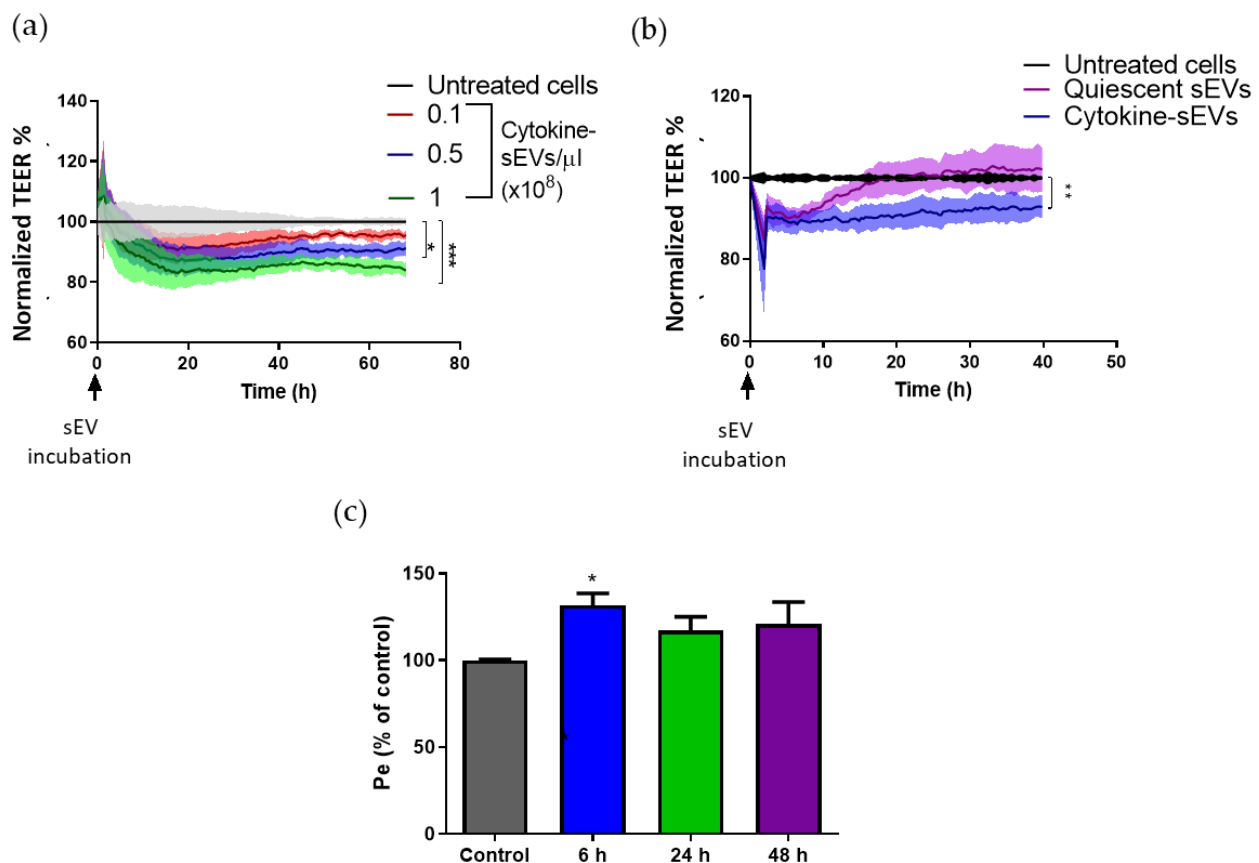 (a)
Untreated cells
0.1
0.5
1
Cytokine-
sEVs/µl
(x10⁸)
Normalized TEER %
140
120
100
80
60
*
***
0
20
40
60
80
Time (h)
sEV
incubation
(b)
Untreated cells
Quiescent sEVs
Cytokine-sEVs
Normalized TEER %
120
100
80
60
**
0
10
20
30
40
50
Time (h)
sEV
incubation
(c)
Pe (% of control)
150
100
50
0
*
Control
6 h
24 h
48 h